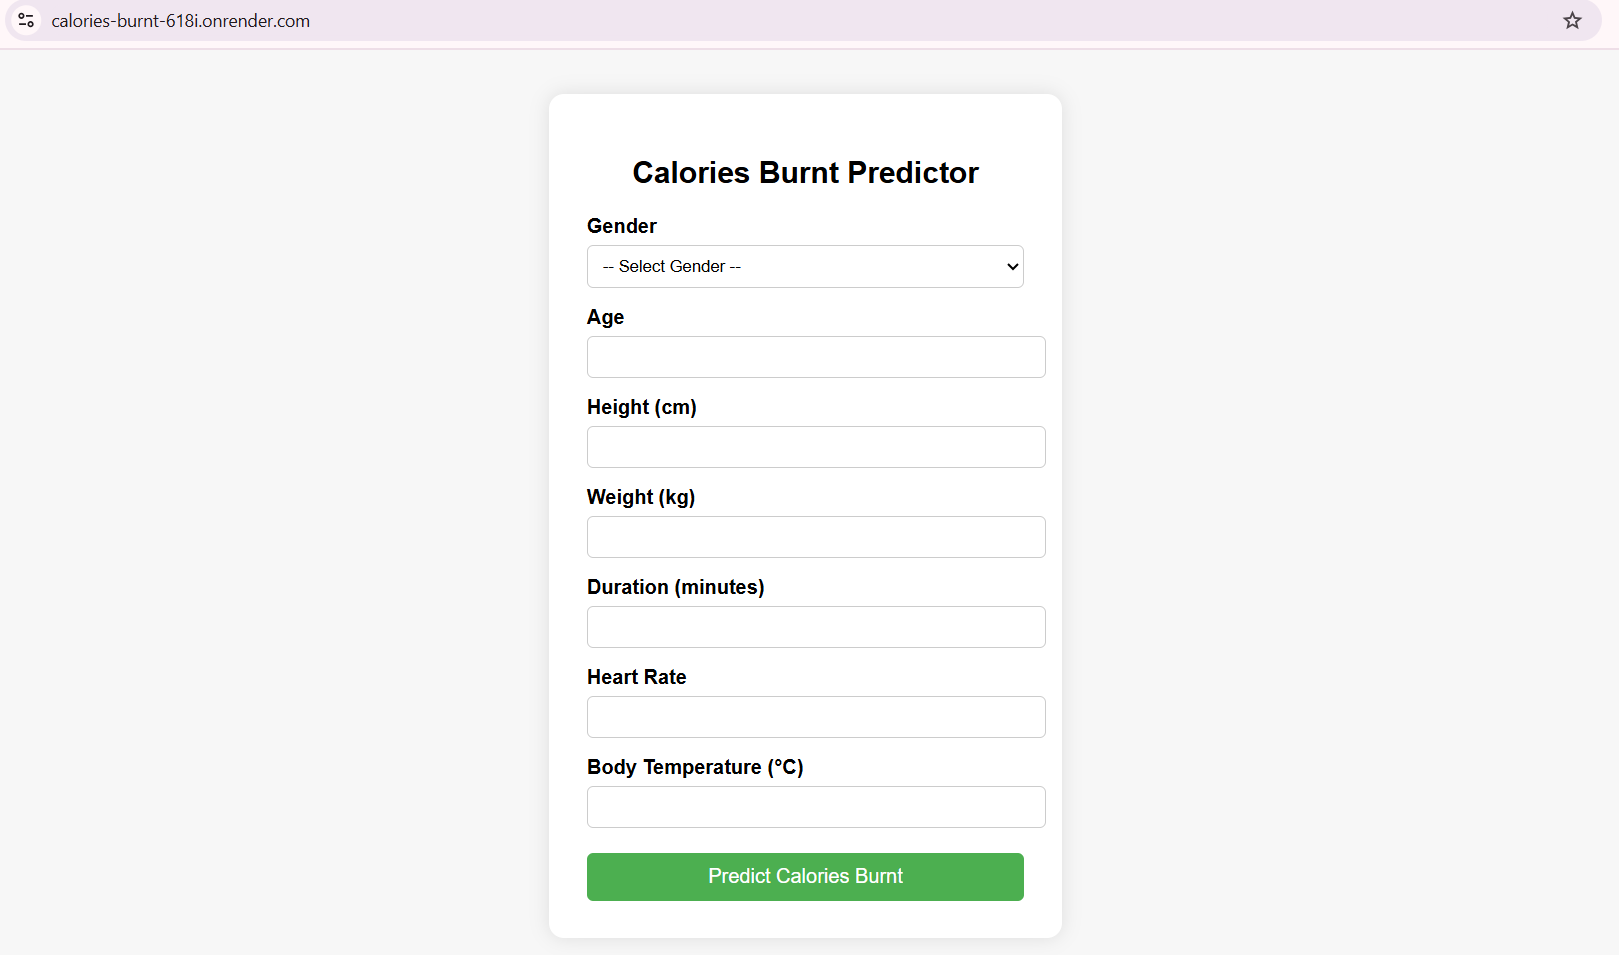 calories-burnt-618i.onrender.com
Calories Burnt Predictor
Gender
-- Select Gender --
Age
Height (cm)
Weight (kg)
Duration (minutes)
Heart Rate
Body Temperature (°C)
Predict Calories Burnt